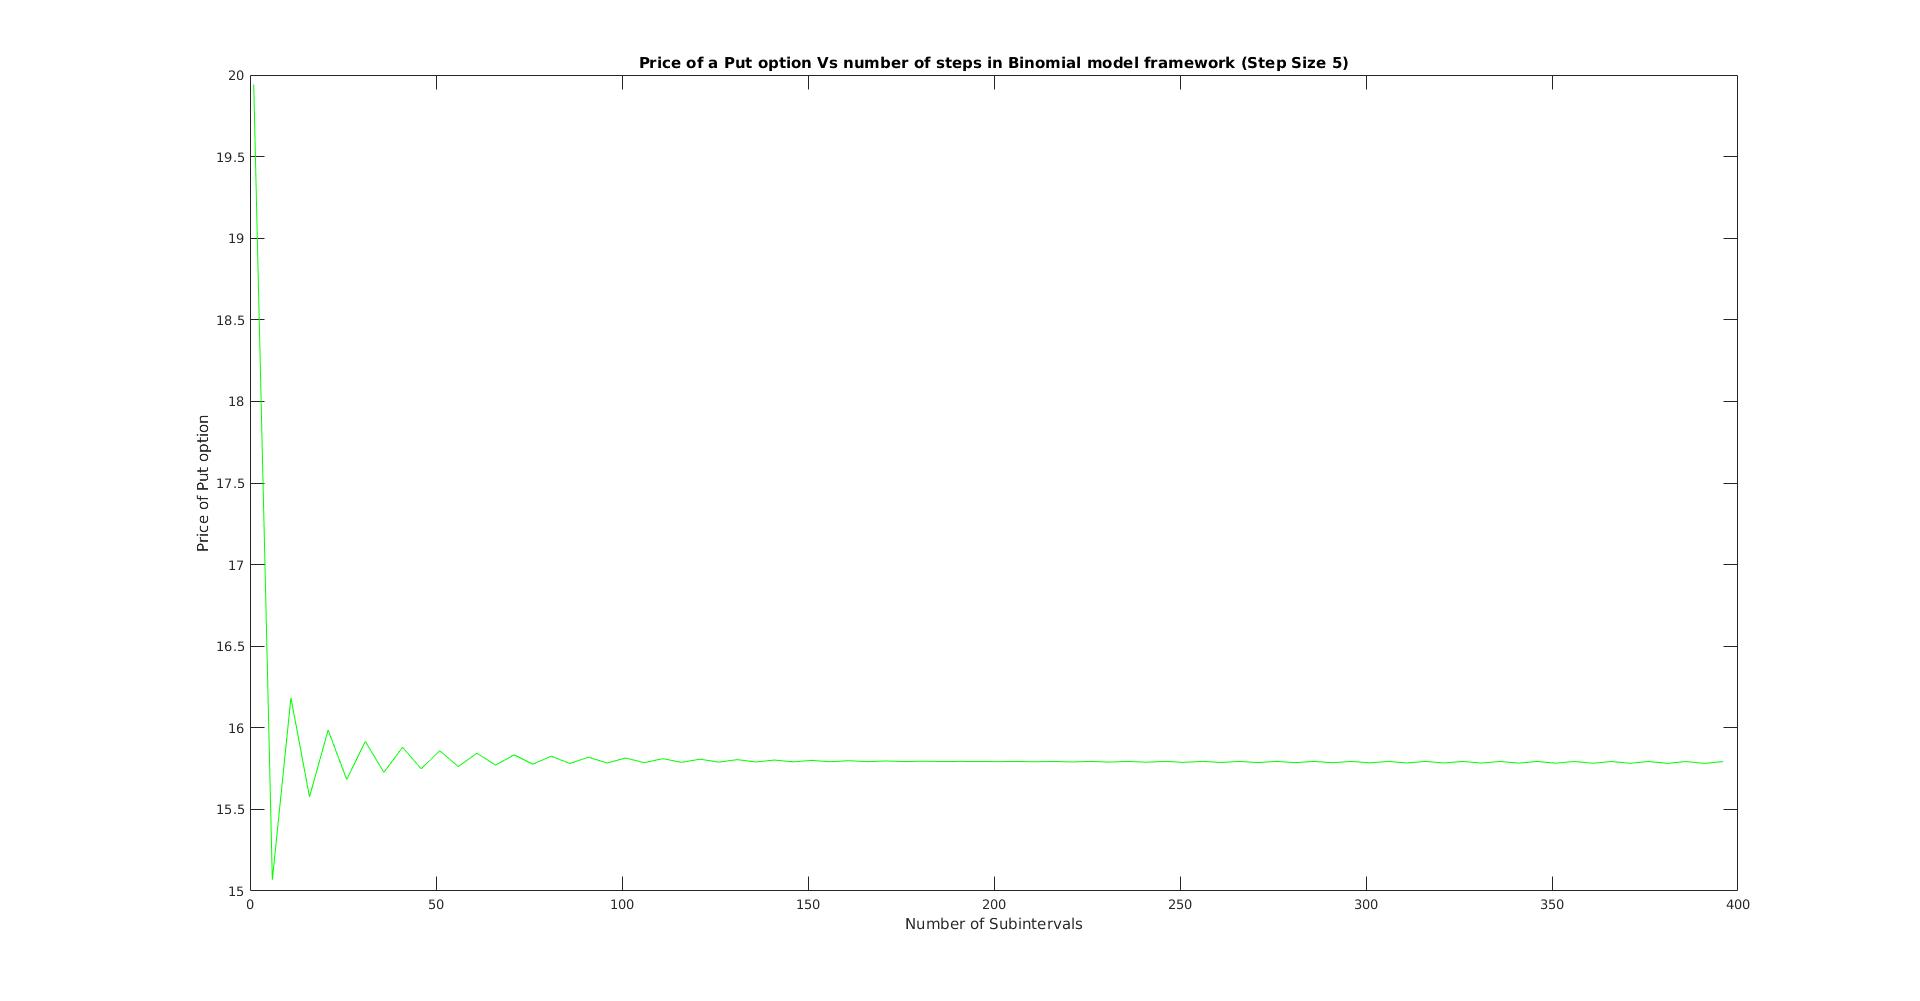 Price of a Put option Vs number of steps in Binomial model framework (Step Size 5)
20
19.5
19
18.5
18
17.5
17
16.5
16
15.5
15
Price of Put option
0 50 100 150 200 250 300 350 400
Number of Subintervals